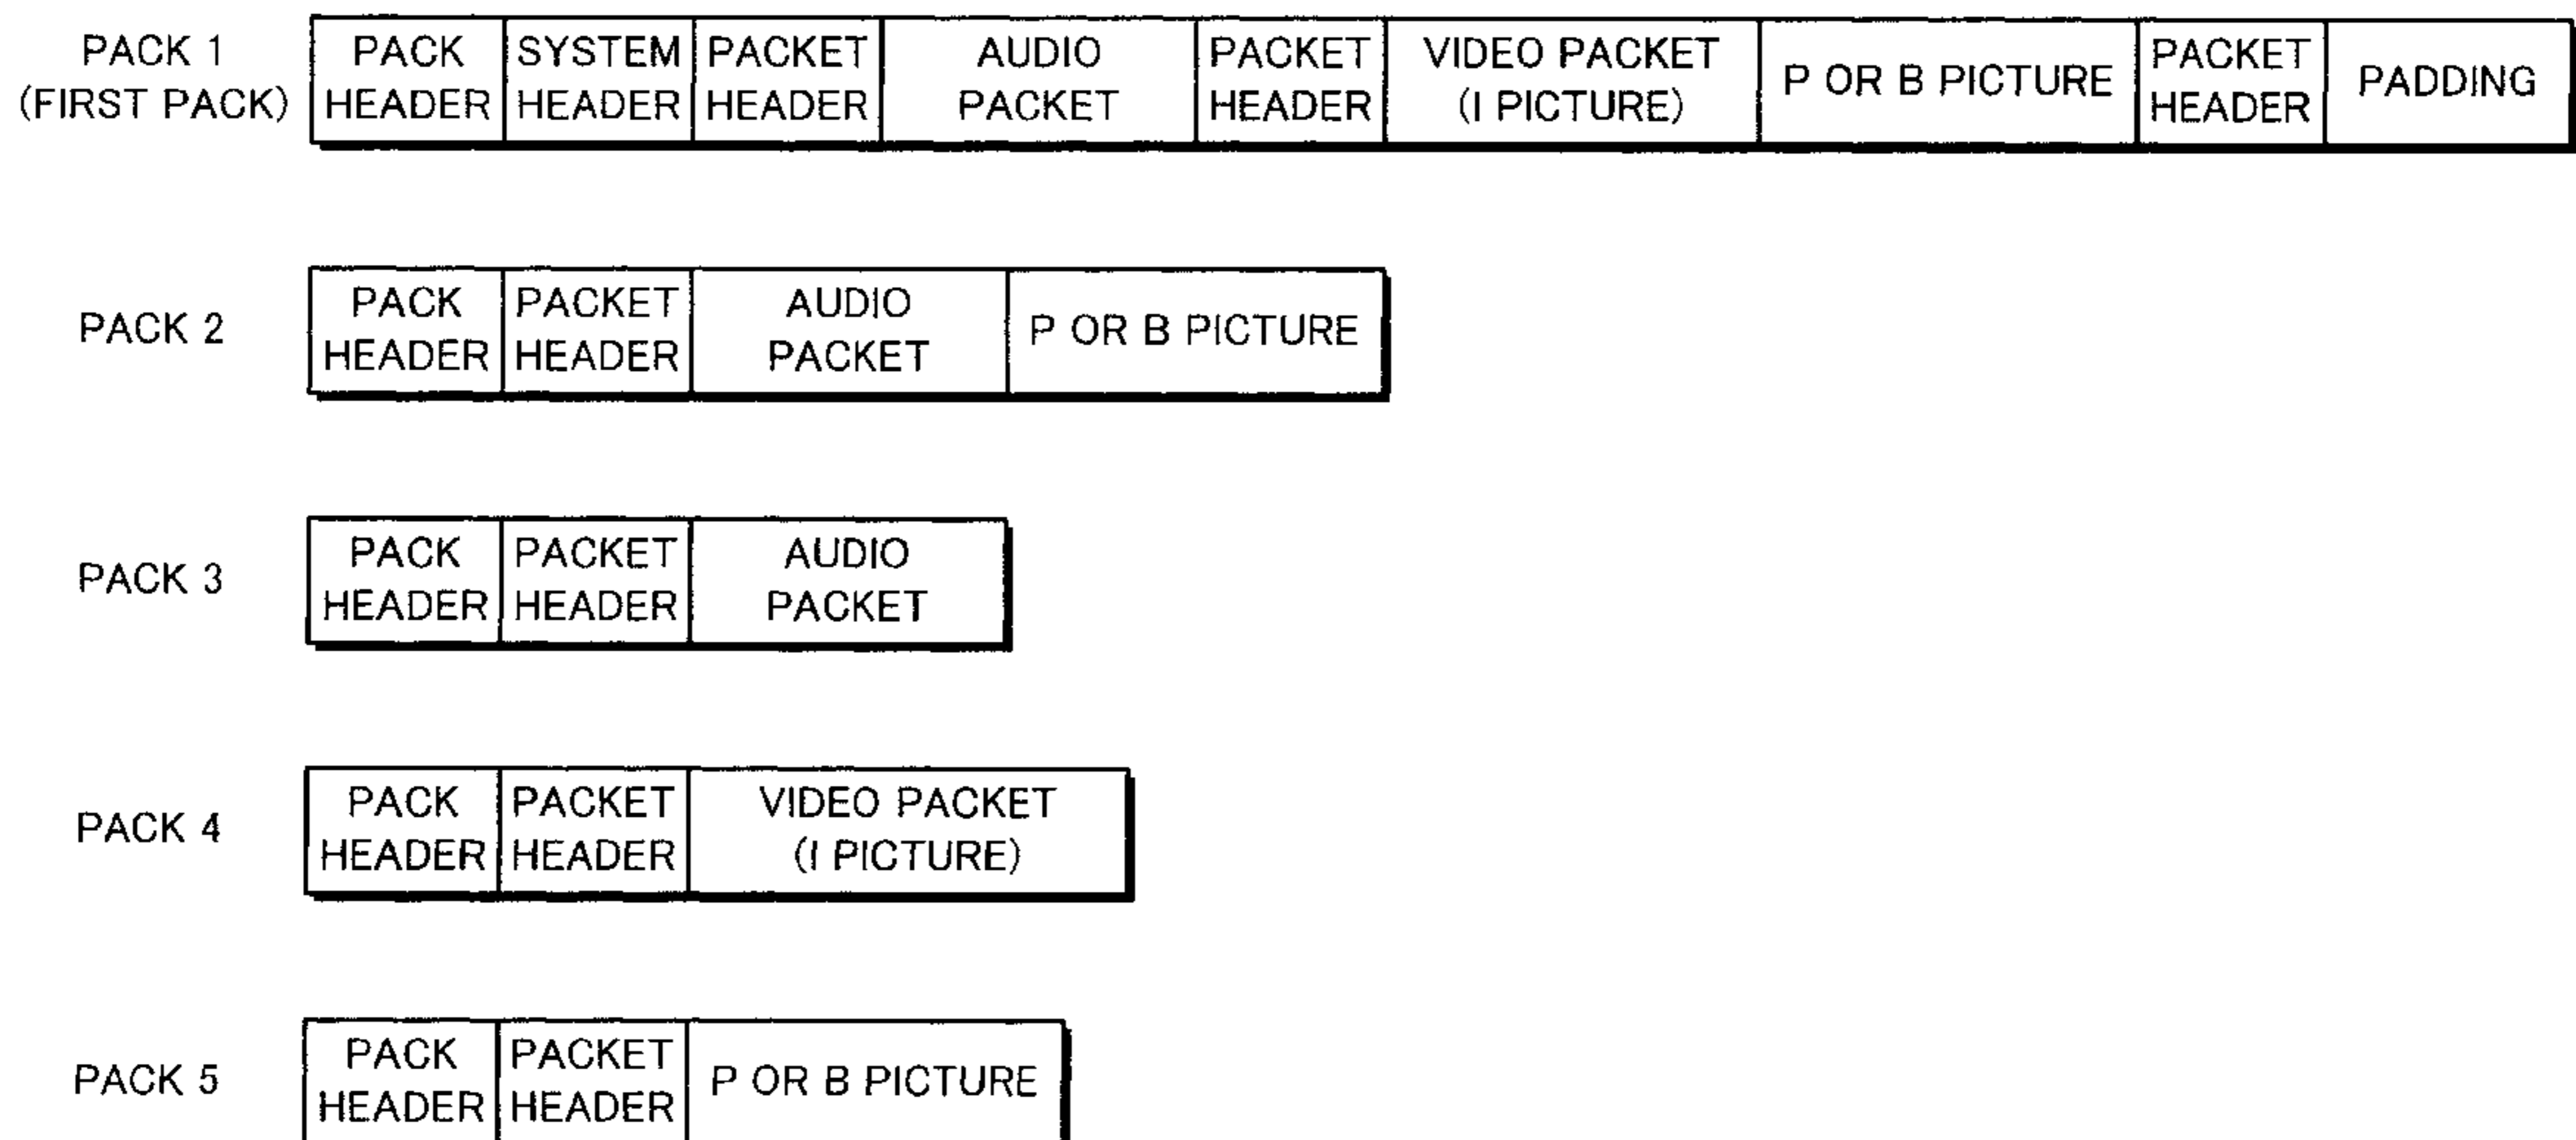 PACK 1
(FIRST PACK)
PACK
HEADER
SYSTEM
HEADER
PACKET
HEADER
AUDIO
PACKET
PACKET
HEADER
VIDEO PACKET
(I PICTURE)
P OR B PICTURE
PACKET
HEADER
PADDING
PACK 2
PACK
HEADER
PACKET
HEADER
AUDIO
PACKET
P OR B PICTURE
PACK 3
PACK
HEADER
PACKET
HEADER
AUDIO
PACKET
PACK 4
PACK
HEADER
PACKET
HEADER
VIDEO PACKET
(I PICTURE)
PACK 5
PACK
HEADER
PACKET
HEADER
P OR B PICTURE